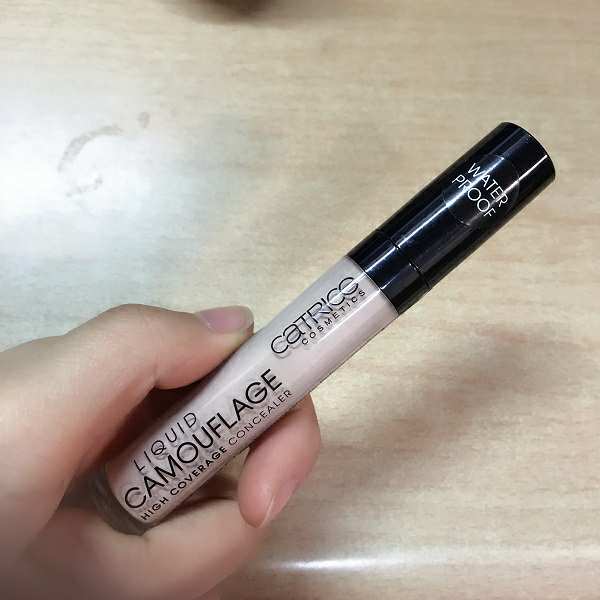 WATER
PROOF
CATRICE
COSMETICS
LIQUID
CAMOUFLAGE
HIGH COVERAGE CONCEALER